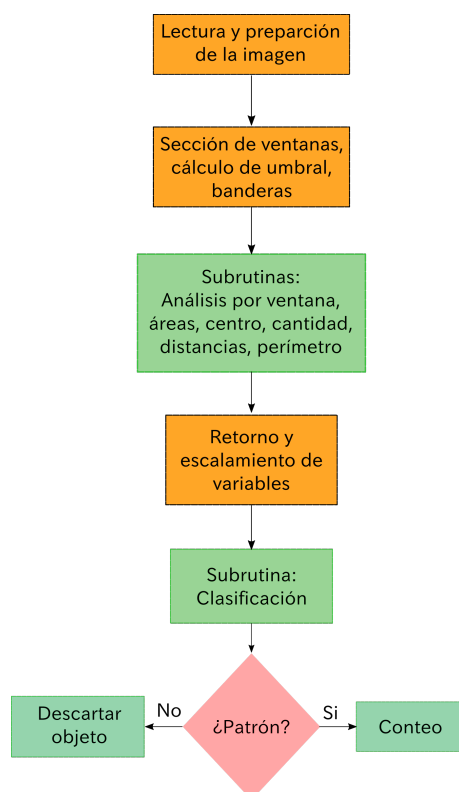 Lectura y preparción
de la imagen
Sección de ventanas,
cálculo de umbral,
banderas
Subrutinas:
Análisis por ventana,
áreas, centro, cantidad,
distancias, perímetro
Retorno y
escalamiento de
variables
Subrutina:
Clasificación
¿Patrón?
No
Si
Descartar
objeto
Conteo